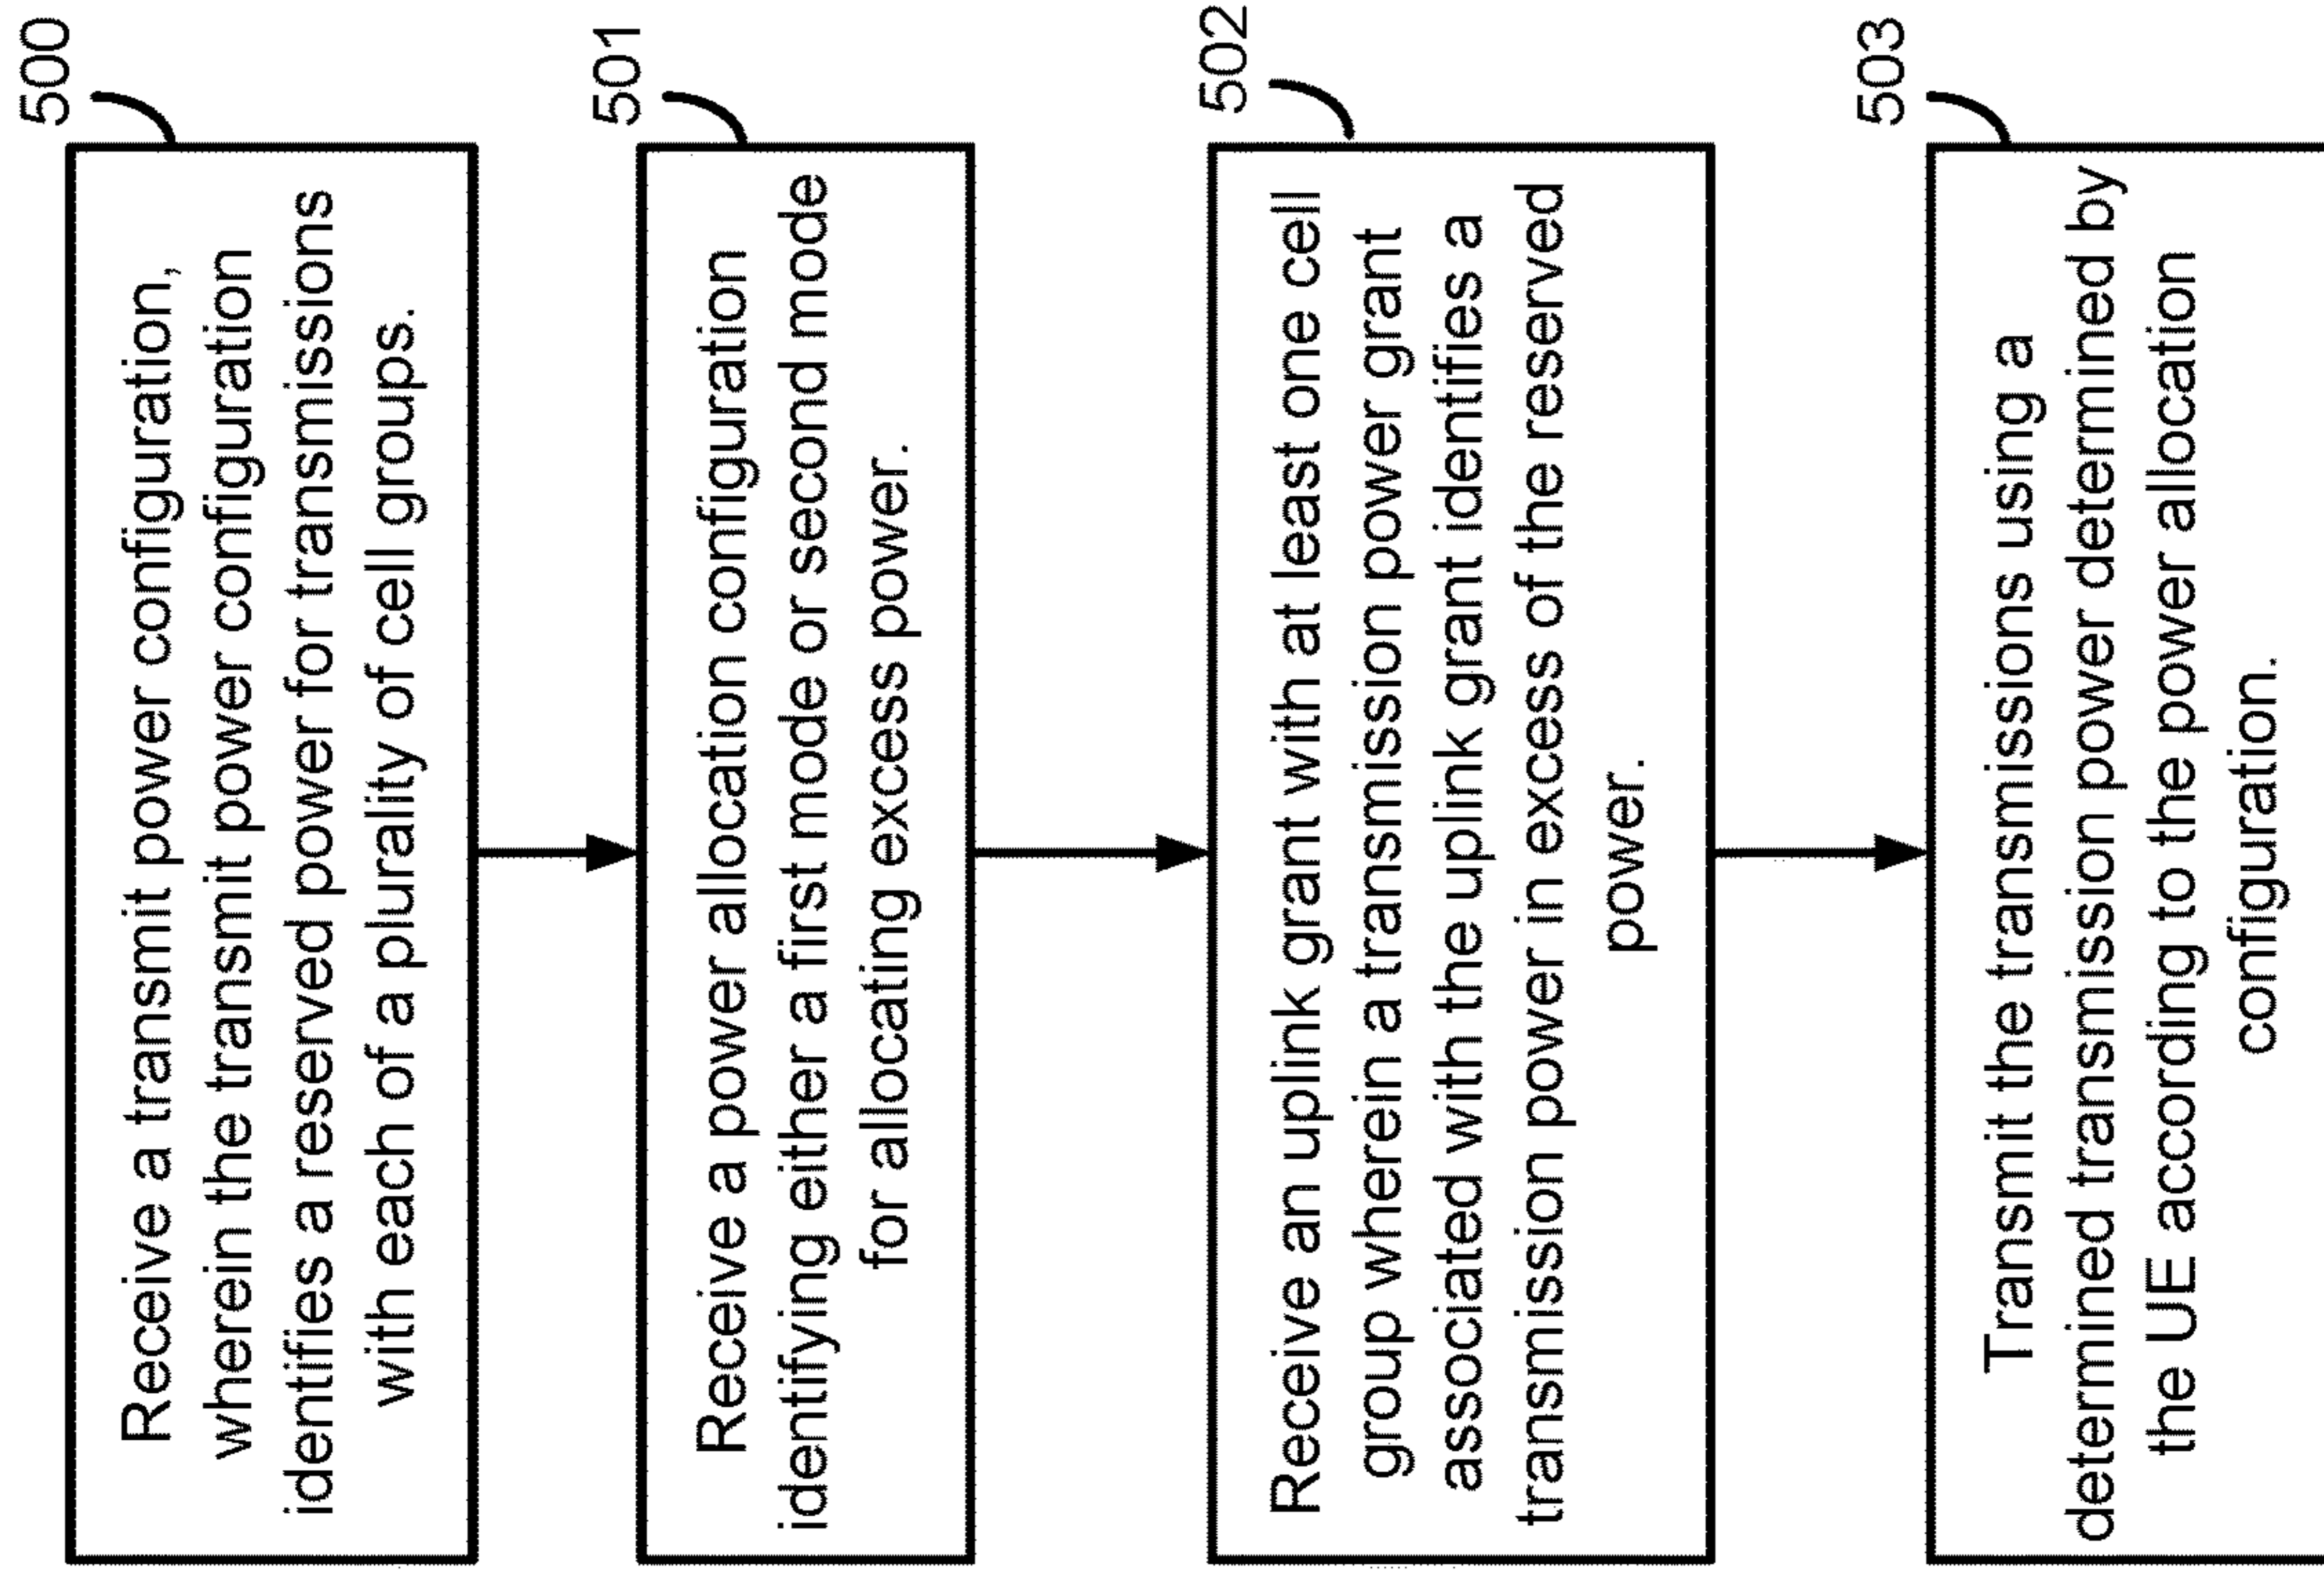 500
Receive a transmit power configuration,
wherein the transmit power configuration
identifies a reserved power for transmissions
with each of a plurality of cell groups.
501
Receive a power allocation configuration
identifying either a first mode or second mode
for allocating excess power.
502
Receive an uplink grant with at least one cell
group wherein a transmission power grant
associated with the uplink grant identifies a
transmission power in excess of the reserved
power.
503
Transmit the transmissions using a
determined transmission power determined by
the UE according to the power allocation
configuration.